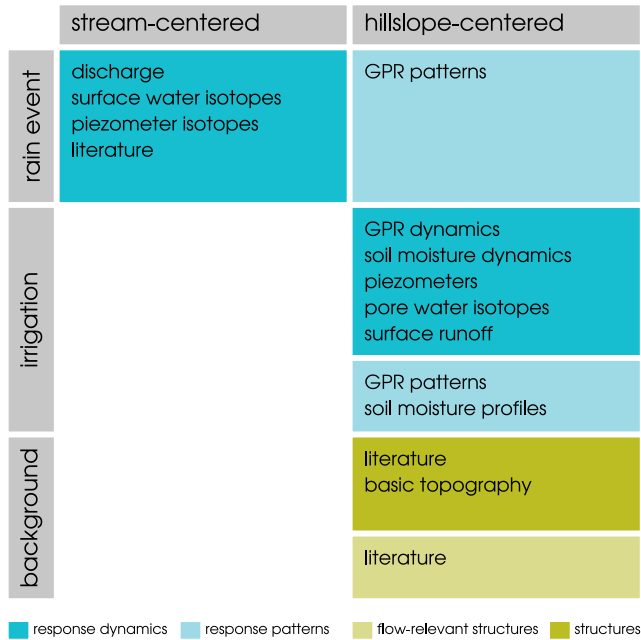 stream-centered
hillslope-centered
rain event
discharge
surface water isotopes
piezometer isotopes
literature
GPR patterns
irrigation
GPR dynamics
soil moisture dynamics
piezometers
pore water isotopes
surface runoff
GPR patterns
soil moisture profiles
background
literature
basic topography
literature
response dynamics
response patterns
flow-relevant structures
structures